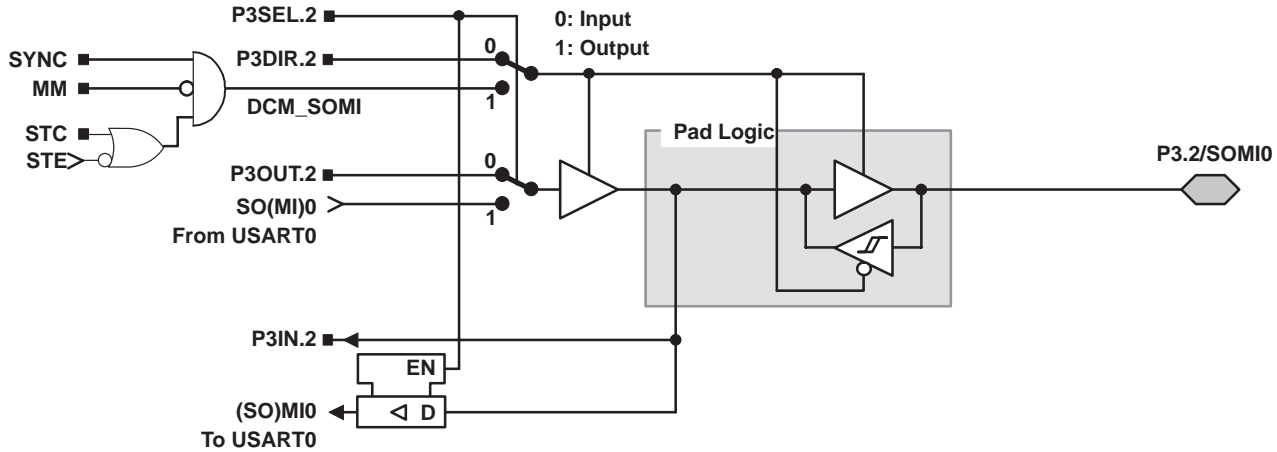 P3SEL.2
0: Input
1: Output
SYNC
P3DIR.2
0
MM
1
DCM_SOMI
STC
STE
Pad Logic
P3.2/SOMI0
P3OUT.2
0
SO(MI)0
1
From USART0
P3IN.2
EN
(SO)MI0
D
To USART0